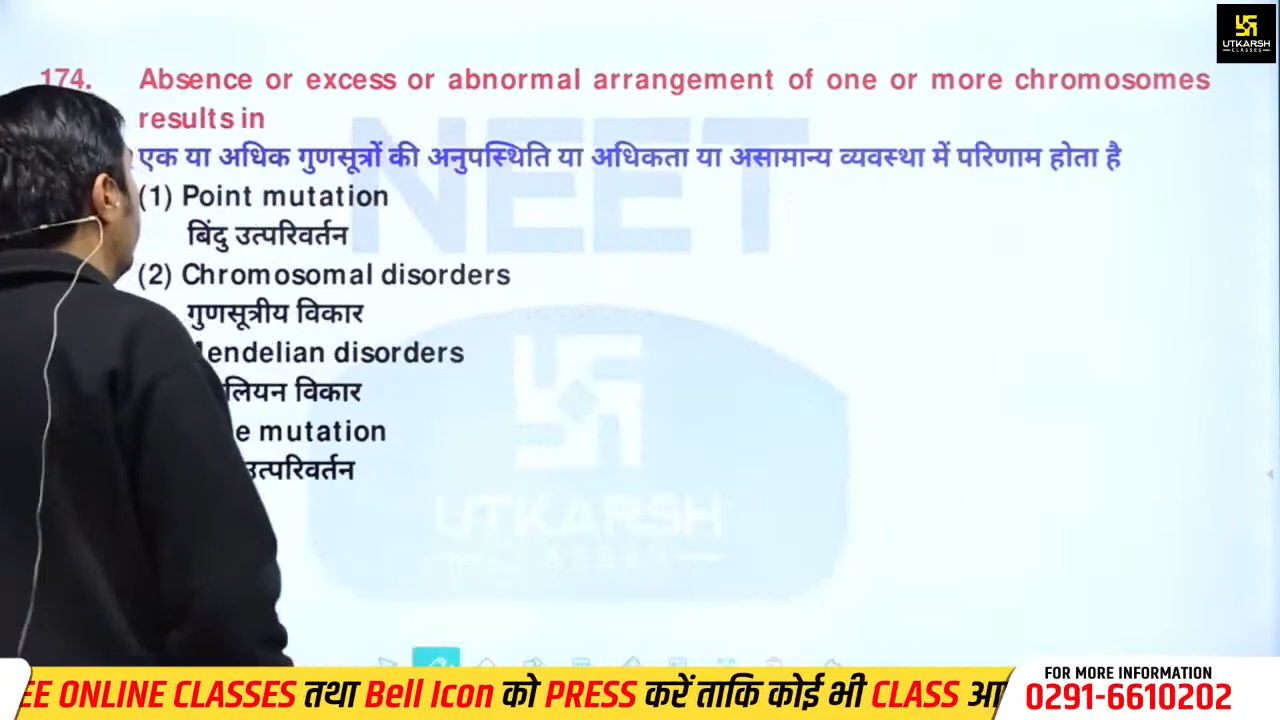 UTKARSH
CLASSES
174. Absence or excess or abnormal arrangement of one or more chromosomes
results in
एक या अधिक गुणसूत्रों की अनुपस्थिति या अधिकता या असामान्य व्यवस्था में परिणाम होता है
(1) Point mutation
बिंदु उत्परिवर्तन
(2) Chromosomal disorders
गुणसूत्रीय विकार
endelian disorders
लियन विकार
e mutation
उत्परिवर्तन
NEET
UTKARSH
CLASSES
EE ONLINE CLASSES तथा Bell Icon को PRESS करें ताकि कोई भी CLASS आ
FOR MORE INFORMATION
0291-6610202